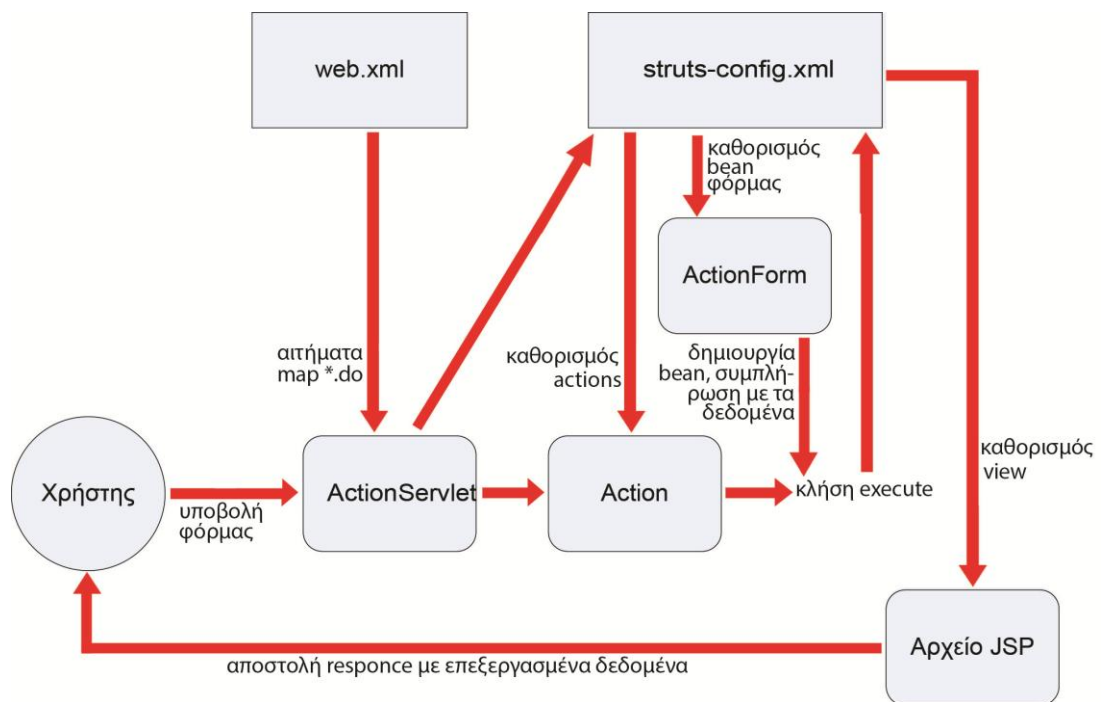 web.xml
struts-config.xml
καθορισμός
bean
φόρμας
ActionForm
αιτήματα
map *.do
καθορισμός
actions
δημιουργία
bean, συμπλή-
ρωση με τα
δεδομένα
καθορισμός
view
Χρήστης
υποβολή
φόρμας
ActionServlet
Action
κλήση execute
Αρχείο JSP
αποστολή responce με επεξεργασμένα δεδομένα